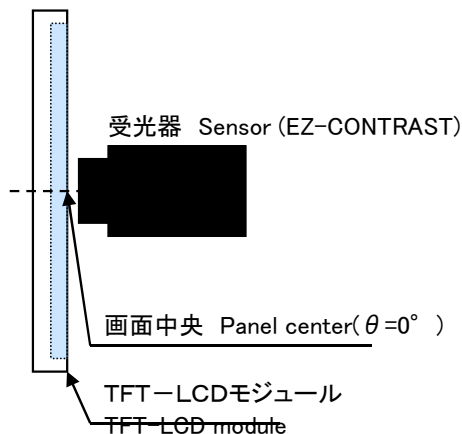 受光器 Sensor (EZ-CONTRAST)
画面中央 Panel center(θ=0°)
TFT－LCDモジュール
TFT-LCD module